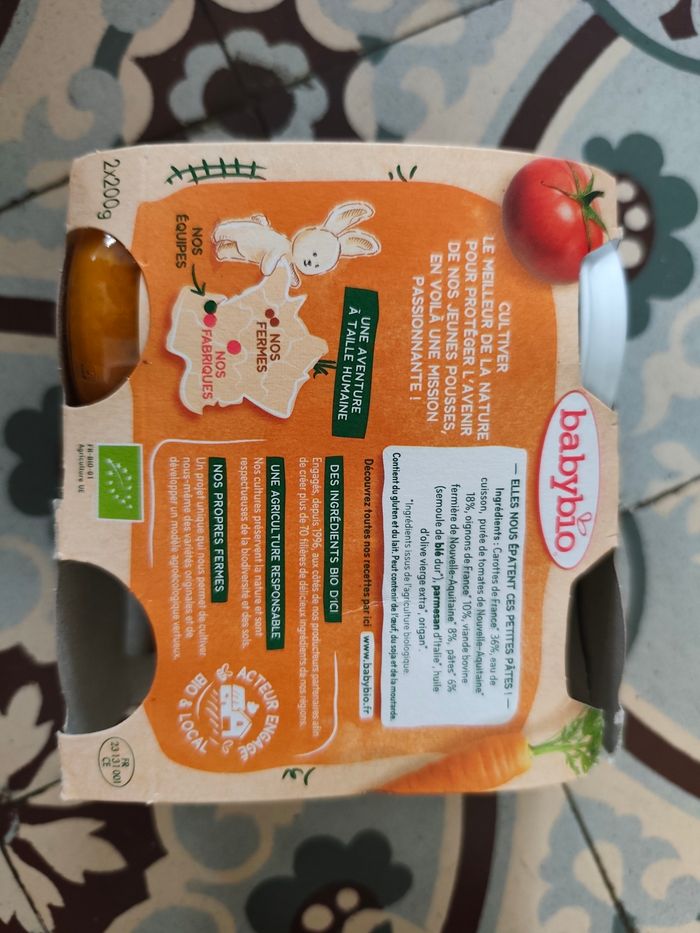 babybio
CULTIVER
LE MEILLEUR DE LA NATURE
POUR PROTÉGER L'AVENIR
DE NOS JEUNES POUSSES,
EN VOILÀ UNE MISSION
PASSIONNANTE !
UNE AVENTURE
À TAILLE HUMAINE
NOS
FERMES
NOS
FABRIQUES
NOS
ÉQUIPES
2x200g
— ELLES NOUS ÉPATENT CES PETITES PÂTES ! —
Ingrédients : Carottes de France* 36%, eau de
cuisson, purée de tomates de Nouvelle-Aquitaine*
18%, oignons de France* 10%, viande bovine
fermière de Nouvelle-Aquitaine* 8%, pâtes* 6%
(semoule de blé dur*), parmesan d'Italie*, huile
d'olive vierge extra*, origan*.
*Ingrédients issus de l'agriculture biologique.
Contient du gluten et du lait. Peut contenir de l'œuf, du soja et de la moutarde.
Découvrez toutes nos recettes par ici www.babybio.fr
DES INGRÉDIENTS BIO D'ICI
Engagés, depuis 1996, aux côtés de nos producteurs partenaires afin
de créer plus de 10 filières de délicieux ingrédients de nos régions.
UNE AGRICULTURE RESPONSABLE
Nos cultures préservent la nature et sont
respectueuses de la biodiversité et des sols.
NOS PROPRES FERMES
Un projet unique qui nous permet de cultiver
nous-même des variétés originales et de
développer un modèle agroécologique vertueux.
ACTEUR ENGAGÉ
BIO & LOCAL
FR-BIO-01
Agriculture UE
FR
23 131 001
CE